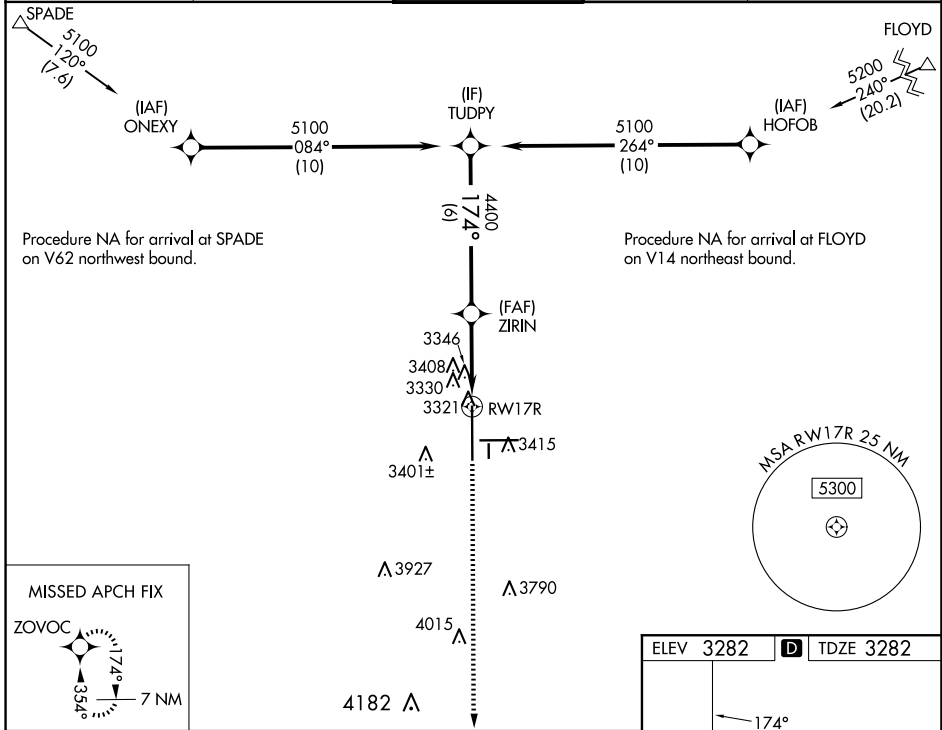 SPADE
5100
120°
(7.6)
FLOYD
5200
240°
(20.2)
(IAF)
ONEXY
(IF)
TUDPY
(IAF)
HOFOB
5100
084°
(10)
5100
264°
(10)
4400
174°
(6)
Procedure NA for arrival at SPADE
on V62 northwest bound.
Procedure NA for arrival at FLOYD
on V14 northeast bound.
(FAF)
ZIRIN
3346
3408
3330
3321
RW17R
3415
3401±
MSA RW17R 25 NM
5300
3927
3790
4015
4182
MISSED APCH FIX
ZOVOC
174°
354°
7 NM
ELEV 3282 D TDZE 3282
174°